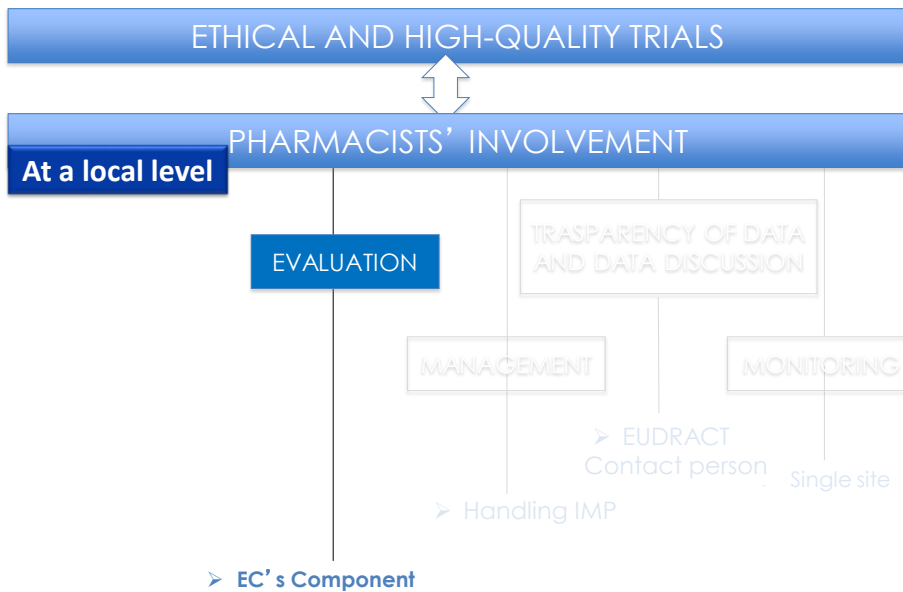 ETHICAL AND HIGH-QUALITY TRIALS
PHARMACISTS’ INVOLVEMENT
At a local level
EVALUATION
TRASPARENCY OF DATA
AND DATA DISCUSSION
MANAGEMENT
MONITORING
➢ EUDRACT
Contact person
Single site
➢ Handling IMP
➢ EC’s Component